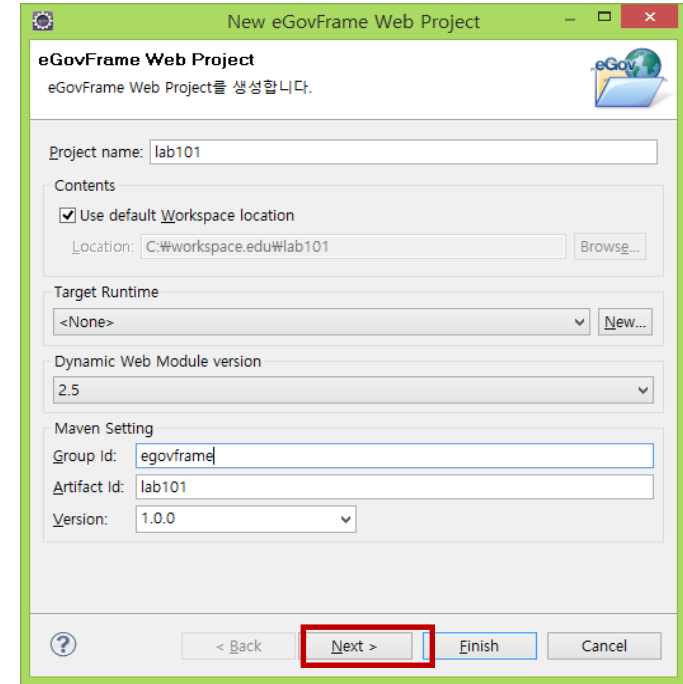 New eGovFrame Web Project
eGovFrame Web Project
eGovFrame Web Project를 생성합니다.
eGov
Project name: lab101
Contents
Use default Workspace location
Location: C:₩workspace.edu₩lab101 Browse...
Target Runtime
<None> New...
Dynamic Web Module version
2.5
Maven Setting
Group Id: egovframe
Artifact Id: lab101
Version: 1.0.0
? < Back Next > Finish Cancel